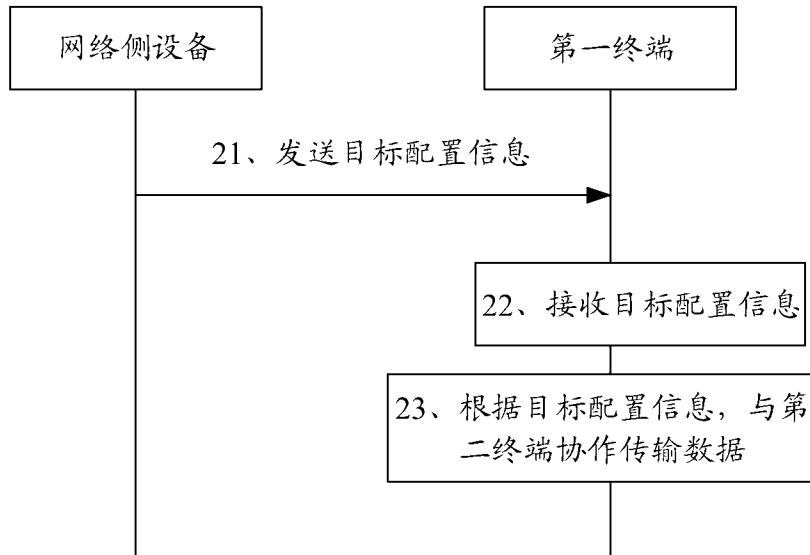 网络侧设备
第一终端
21、发送目标配置信息
22、接收目标配置信息
23、根据目标配置信息，与第
二终端协作传输数据